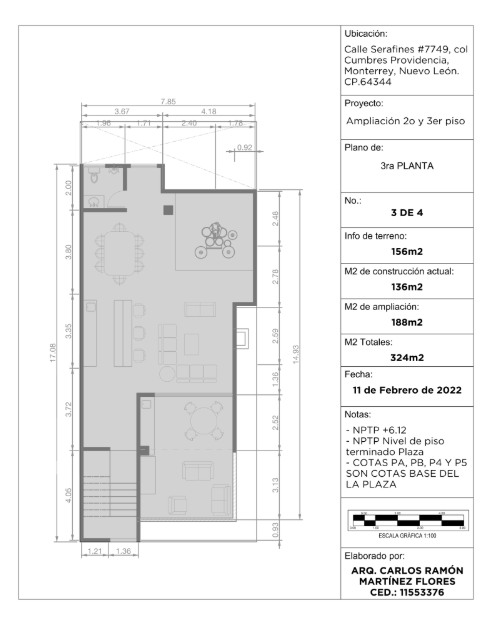 Ubicación:
Calle Serafines #7749, col
Cumbres Providencia,
Monterrey, Nuevo León.
CP.64344
Proyecto:
Ampliación 2o y 3er piso
Plano de:
3ra PLANTA
No.:
3 DE 4
Info de terreno:
156m2
M2 de construcción actual:
136m2
M2 de ampliación:
188m2
M2 Totales:
324m2
Fecha:
11 de Febrero de 2022
Notas:
- NPTP +6.12
- NPTP Nivel de piso
terminado Plaza
- COTAS PA, PB, P4 Y P5
SON COTAS BASE DEL
LA PLAZA
ESCALA GRÁFICA 1:100
Elaborado por:
ARQ. CARLOS RAMÓN
MARTÍNEZ FLORES
CED.: 11553376
7.85
3.67 4.18
1.96 1.71 2.40 1.78
0.92
2.00
3.80
3.35
3.72
4.05
17.08
2.46
2.78
2.59
1.36
2.52
3.13
0.93
14.93
1.21 1.36